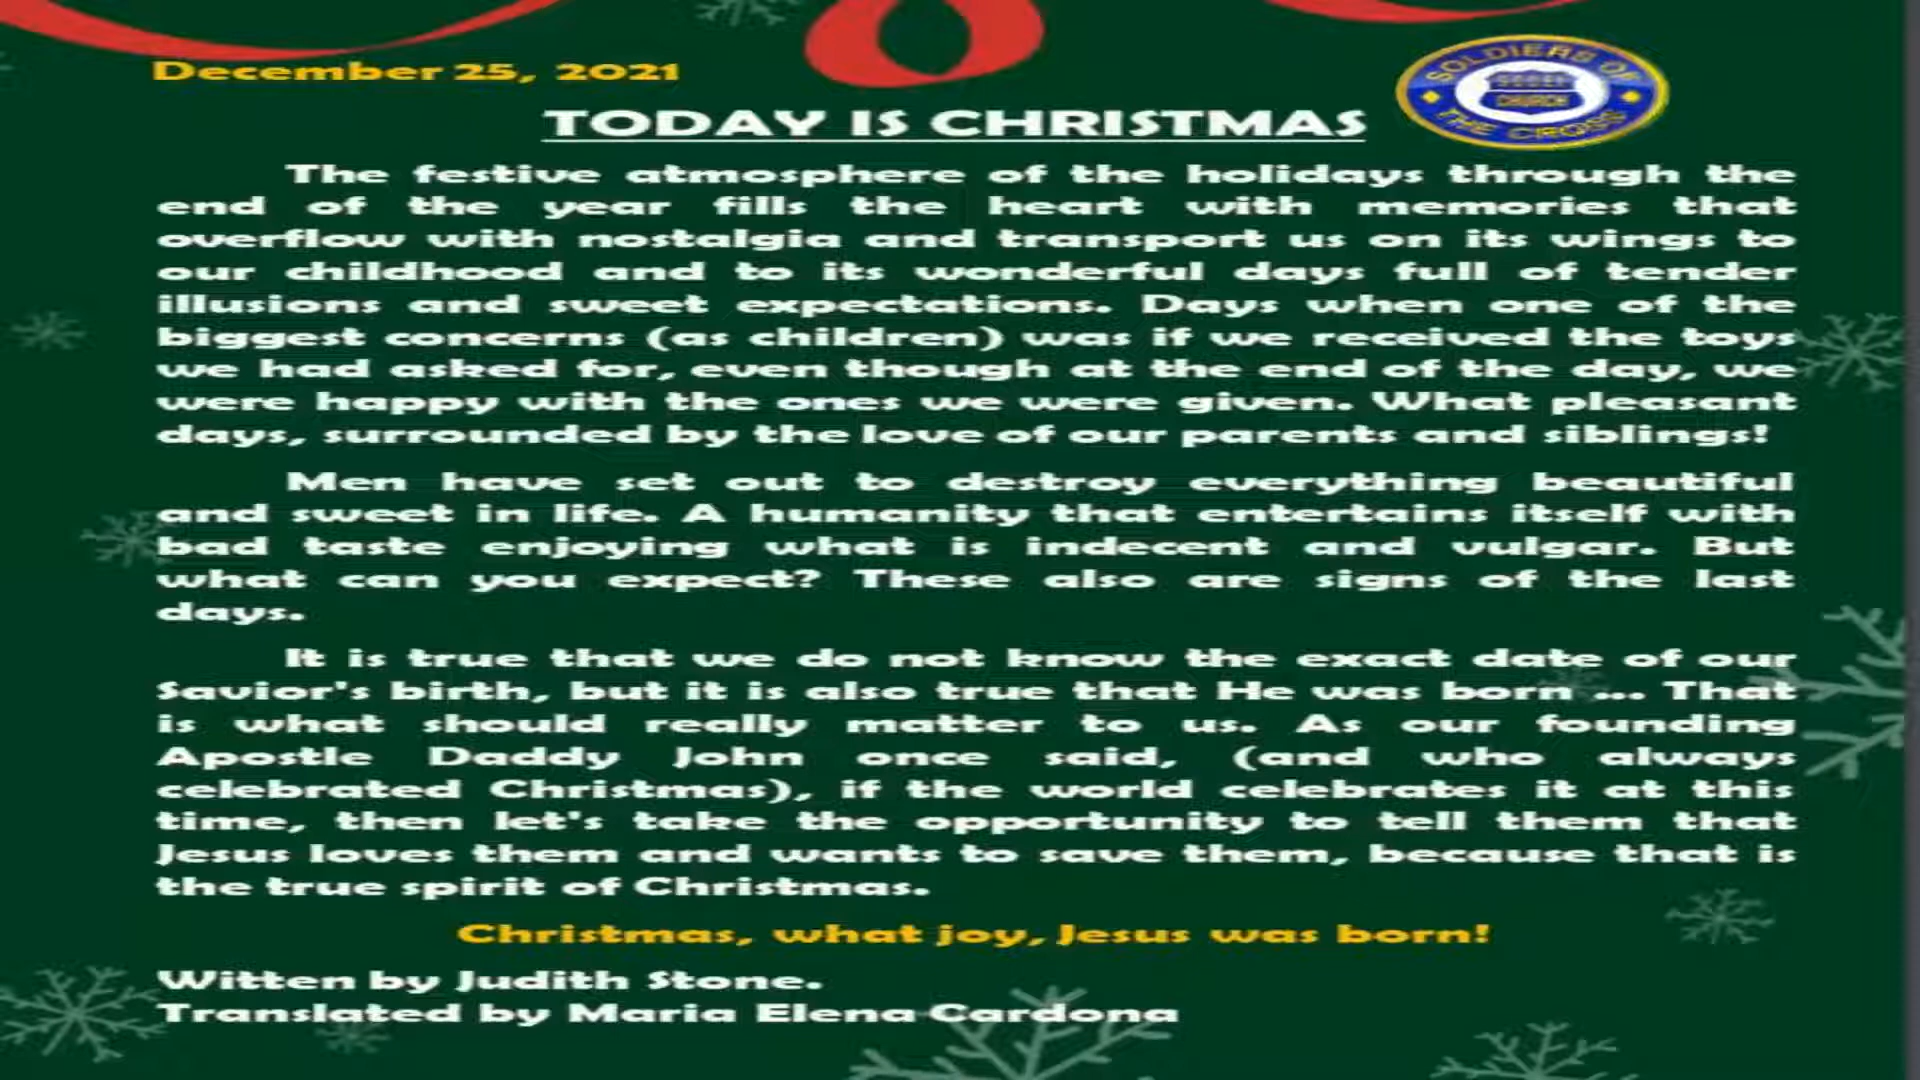 December 25, 2021
SOLDIERS OF
CHURCH
THE CROSS
TODAY IS CHRISTMAS
The festive atmosphere of the holidays through the
end of the year fills the heart with memories that
overflow with nostalgia and transport us on its wings to
our childhood and to its wonderful days full of tender
illusions and sweet expectations. Days when one of the
biggest concerns (as children) was if we received the toys
we had asked for, even though at the end of the day, we
were happy with the ones we were given. What pleasant
days, surrounded by the love of our parents and siblings!
Men have set out to destroy everything beautiful
and sweet in life. A humanity that entertains itself with
bad taste enjoying what is indecent and vulgar. But
what can you expect? These also are signs of the last
days.
It is true that we do not know the exact date of our
Savior's birth, but it is also true that He was born ... That
is what should really matter to us. As our founding
Apostle Daddy John once said, (and who always
celebrated Christmas), if the world celebrates it at this
time, then let's take the opportunity to tell them that
Jesus loves them and wants to save them, because that is
the true spirit of Christmas.
Christmas, what joy, Jesus was born!
Witten by Judith Stone.
Translated by Maria Elena Cardona